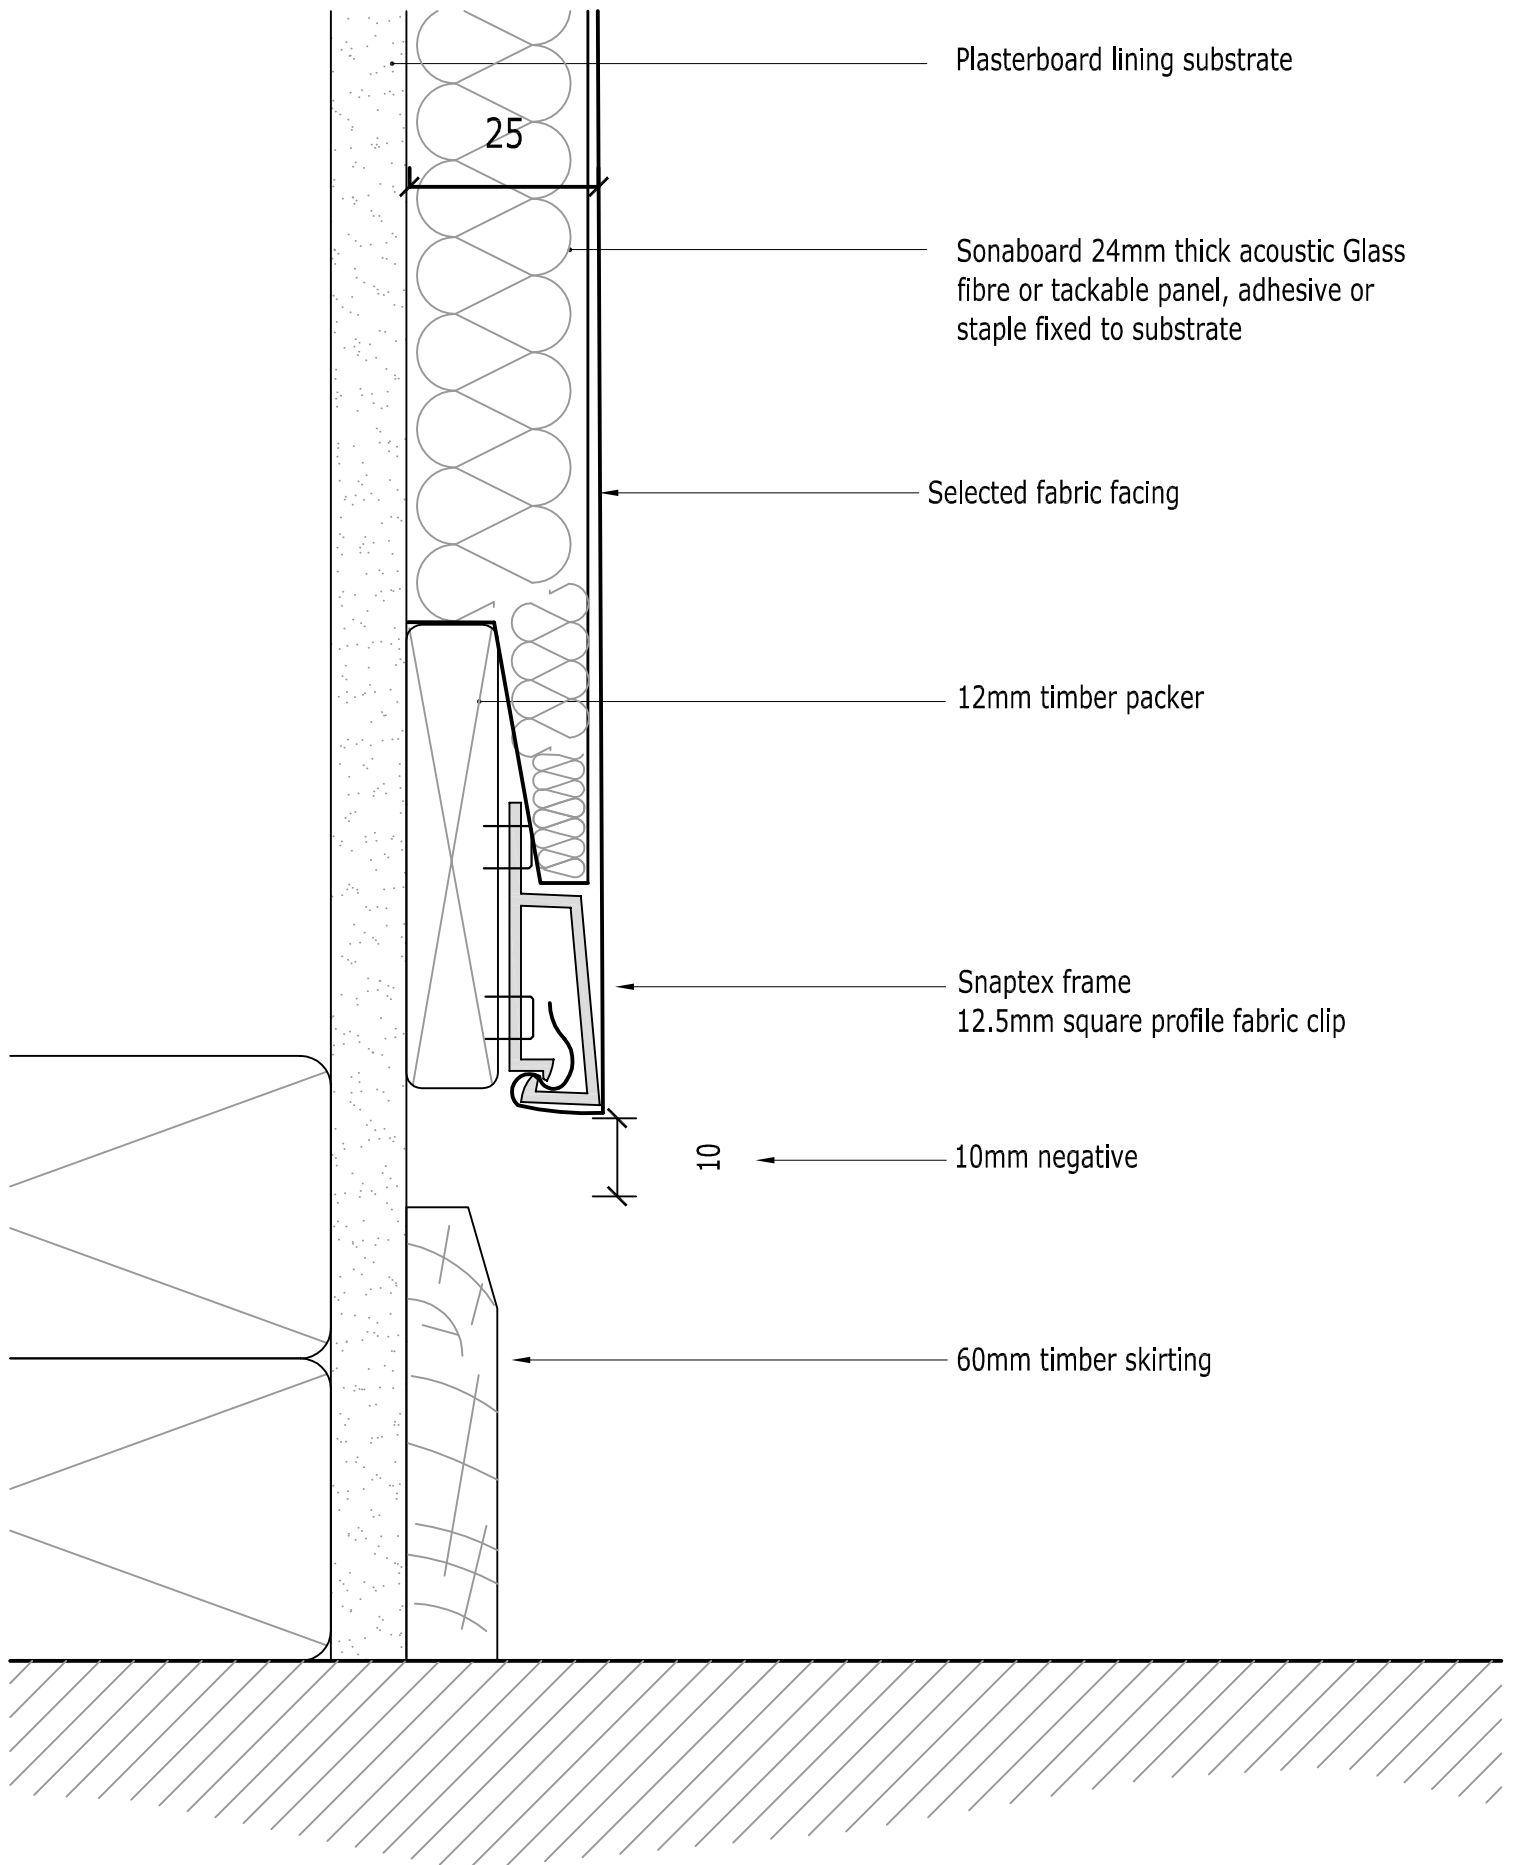 Plasterboard lining substrate
25
Sonaboard 24mm thick acoustic Glass
fibre or tackable panel, adhesive or
staple fixed to substrate
Selected fabric facing
12mm timber packer
Snaptex frame
12.5mm square profile fabric clip
10
10mm negative
60mm timber skirting